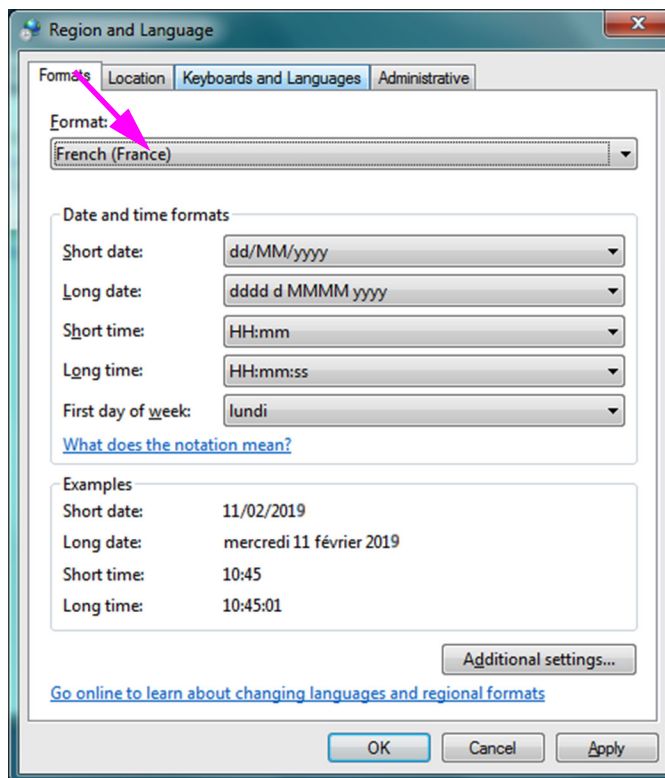 Region and Language
Formats Location Keyboards and Languages Administrative
Format:
French (France)
Date and time formats
Short date: dd/MM/yyyy
Long date: dddd d MMMM yyyy
Short time: HH:mm
Long time: HH:mm:ss
First day of week: lundi
What does the notation mean?
Examples
Short date: 11/02/2019
Long date: mercredi 11 février 2019
Short time: 10:45
Long time: 10:45:01
Additional settings...
Go online to learn about changing languages and regional formats
OK Cancel Apply